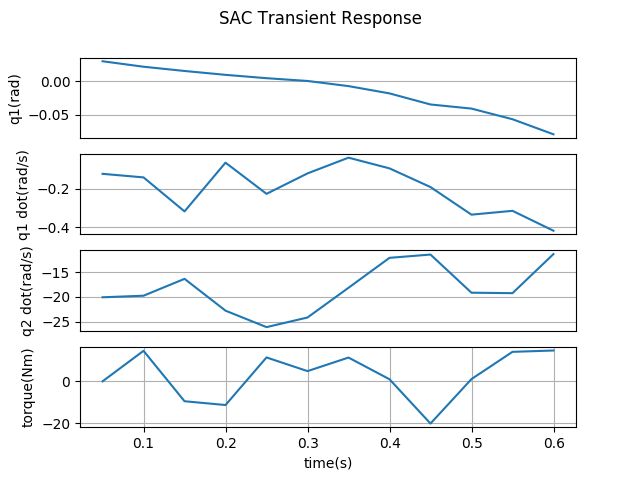 SAC Transient Response
q1(rad)
0.00
−0.05
q1 dot(rad/s)
−0.2
−0.4
q2 dot(rad/s)
−15
−20
−25
torque(Nm)
0
−20
0.1 0.2 0.3 0.4 0.5 0.6
time(s)